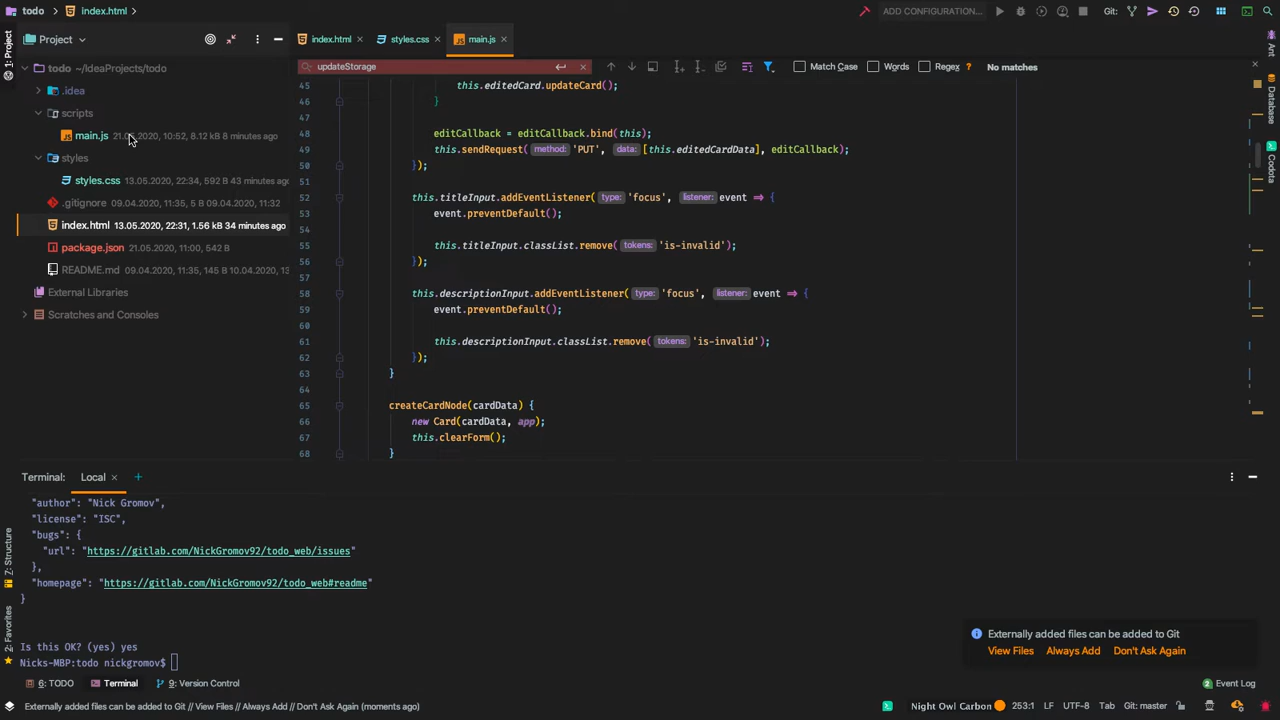 todo › index.html ›
ADD CONFIGURATION... Git:
1: Project
Project
index.html styles.css main.js
updateStorage
Match Case Words Regex ? No matches
todo ~/IdeaProjects/todo
.idea
scripts
main.js 21.05.2020, 10:52, 8.12 kB 8 minutes ago
styles
styles.css 13.05.2020, 22:34, 592 B 43 minutes ago
.gitignore 09.04.2020, 11:35, 5 B 09.04.2020, 11:32
index.html 13.05.2020, 22:31, 1.56 kB 34 minutes ago
package.json 21.05.2020, 11:00, 542 B
README.md 09.04.2020, 11:35, 145 B 10.04.2020, 13
External Libraries
Scratches and Consoles
45 this.editedCard.updateCard();
46 }
48 editCallback = editCallback.bind(this);
49 this.sendRequest( method: 'PUT', data: [this.editedCardData], editCallback);
50 });
51
52 this.titleInput.addEventListener( type: 'focus', listener: event => {
53 event.preventDefault();
55 this.titleInput.classList.remove( tokens: 'is-invalid');
56 });
57
58 this.descriptionInput.addEventListener( type: 'focus', listener: event => {
59 event.preventDefault();
60
61 this.descriptionInput.classList.remove( tokens: 'is-invalid');
62 });
63 }
64
65 createCardNode(cardData) {
66 new Card(cardData, app);
67 this.clearForm();
68 }
Ant
Database
Codota
Terminal: Local × +
"author": "Nick Gromov",
"license": "ISC",
"bugs": {
"url": "https://gitlab.com/NickGromov92/todo_web/issues"
},
"homepage": "https://gitlab.com/NickGromov92/todo_web#readme"
}
Is this OK? (yes) yes
Nicks-MBP:todo nickgromov$
7: Structure
2: Favorites
Externally added files can be added to Git
View Files Always Add Don't Ask Again
6: TODO Terminal 9: Version Control 2 Event Log
Externally added files can be added to Git // View Files // Always Add // Don't Ask Again (moments ago)
Night Owl Carbon 253:1 LF UTF-8 Tab Git: master